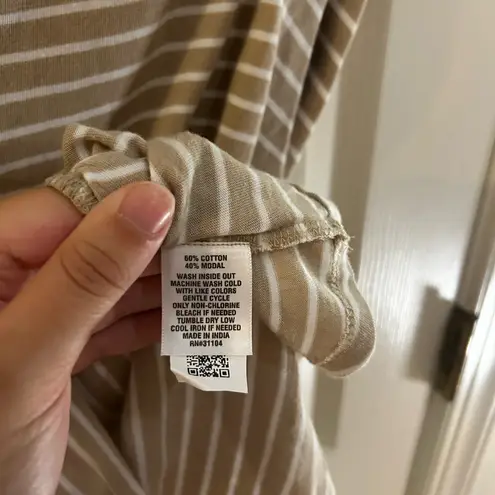 60% COTTON
40% MODAL
WASH INSIDE OUT
MACHINE WASH COLD
WITH LIKE COLORS
GENTLE CYCLE
ONLY NON-CHLORINE
BLEACH IF NEEDED
TUMBLE DRY LOW
COOL IRON IF NEEDED
MADE IN INDIA
RN#31104